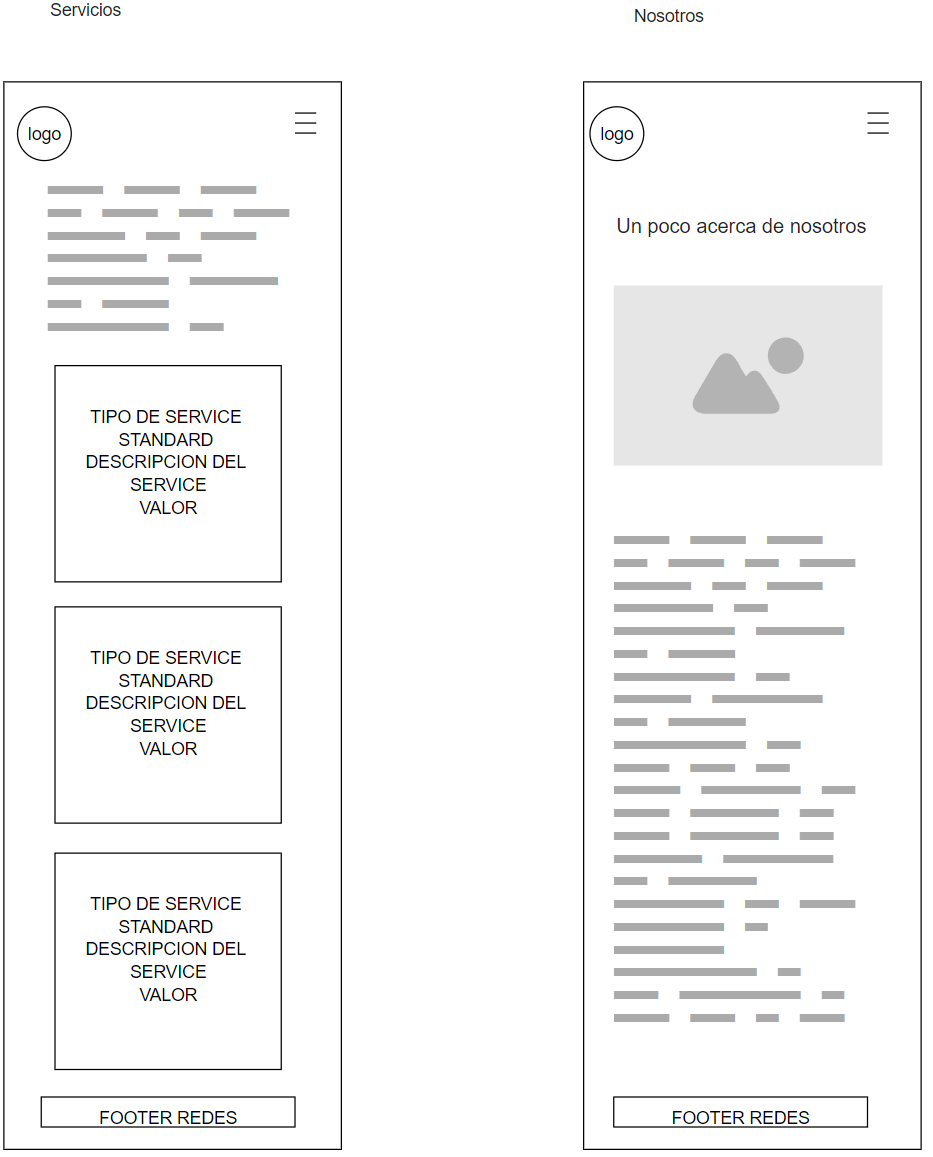 Servicios
logo
TIPO DE SERVICE
STANDARD
DESCRIPCION DEL
SERVICE
VALOR
TIPO DE SERVICE
STANDARD
DESCRIPCION DEL
SERVICE
VALOR
TIPO DE SERVICE
STANDARD
DESCRIPCION DEL
SERVICE
VALOR
FOOTER REDES
Nosotros
logo
Un poco acerca de nosotros
FOOTER REDES